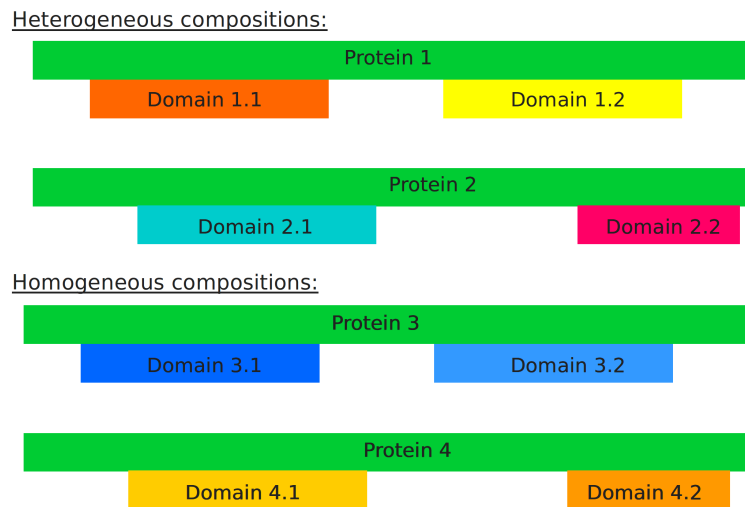 Heterogeneous compositions:
Protein 1
Domain 1.1 Domain 1.2
Protein 2
Domain 2.1 Domain 2.2
Homogeneous compositions:
Protein 3
Domain 3.1 Domain 3.2
Protein 4
Domain 4.1 Domain 4.2